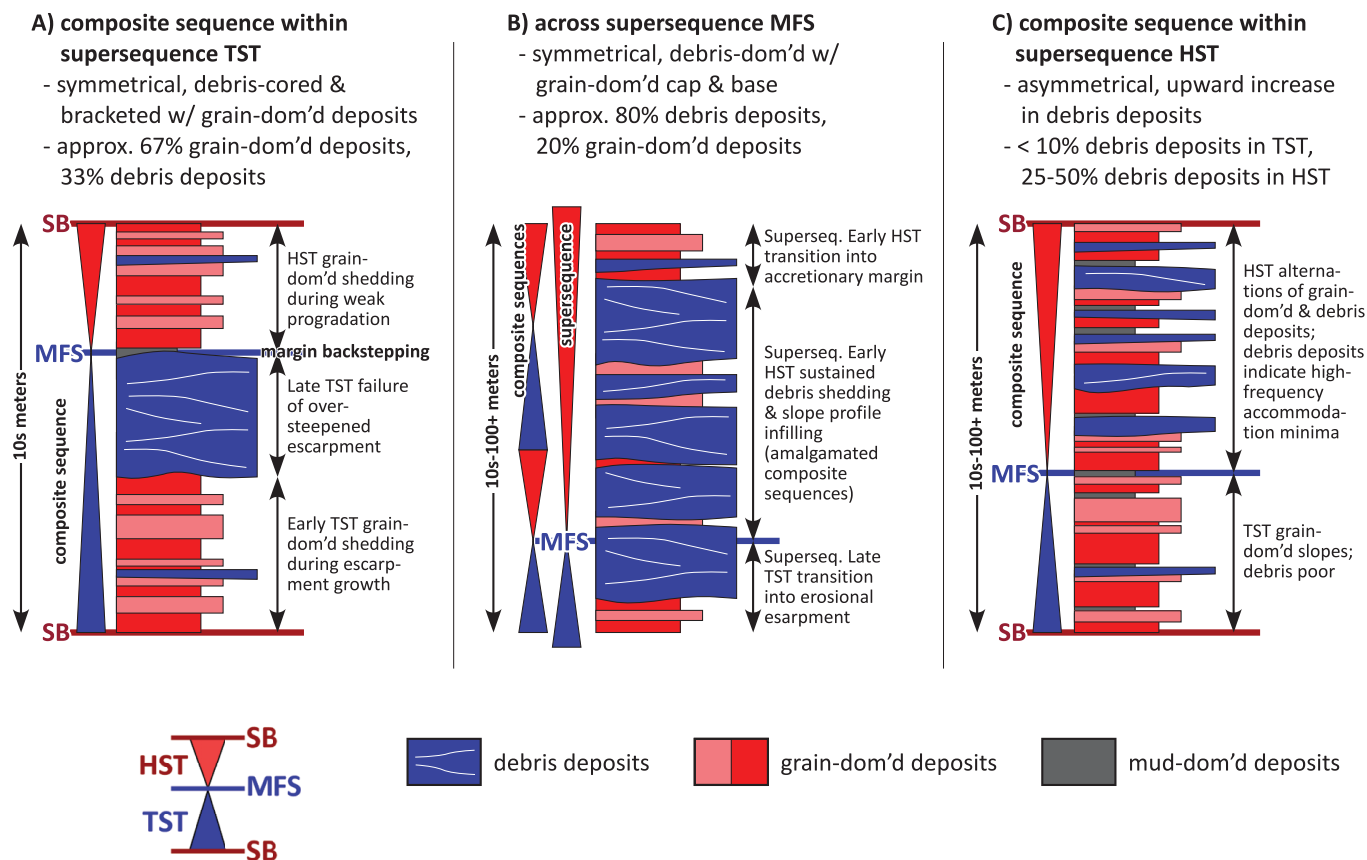 A) composite sequence within
supersequence TST
- symmetrical, debris-cored &
bracketed w/ grain-dom'd deposits
- approx. 67% grain-dom'd deposits,
33% debris deposits
SB
10s meters
composite sequence
HST grain-
dom'd shedding
during weak
progradation
MFS
margin backstepping
Late TST failure
of over-
steepened
escarpment
Early TST grain-
dom'd shedding
during escarp-
ment growth
SB
B) across supersequence MFS
- symmetrical, debris-dom'd w/
grain-dom'd cap & base
- approx. 80% debris deposits,
20% grain-dom'd deposits
10s-100+ meters
composite sequences
supersequence
Superseq. Early HST
transition into
accretionary margin
Superseq. Early
HST sustained
debris shedding
& slope profile
infilling
(amalgamated
composite
sequences)
MFS
Superseq. Late
TST transition
into erosional
esarpment
C) composite sequence within
supersequence HST
- asymmetrical, upward increase
in debris deposits
- < 10% debris deposits in TST,
25-50% debris deposits in HST
SB
10s-100+ meters
composite sequence
HST alterna-
tions of grain-
dom'd & debris
deposits;
debris deposits
indicate high-
frequency
accommoda-
tion minima
MFS
TST grain-
dom'd slopes;
debris poor
SB
SB
HST
MFS
TST
SB
debris deposits
grain-dom'd deposits
mud-dom'd deposits